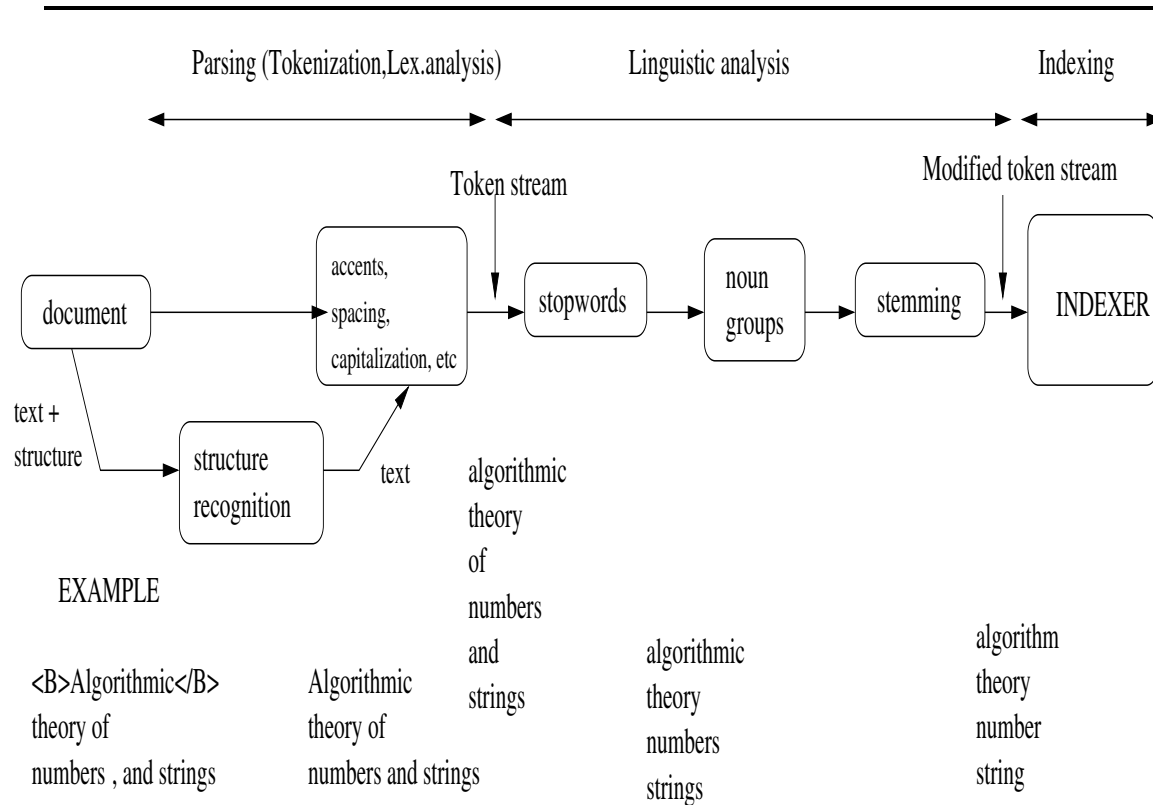 Parsing (Tokenization,Lex.analysis)
Linguistic analysis
Indexing
Token stream
Modified token stream
document
accents,
spacing,
capitalization, etc
stopwords
noun
groups
stemming
INDEXER
text +
structure
structure
recognition
text
EXAMPLE
<B>Algorithmic</B>
theory of
numbers , and strings
Algorithmic
theory of
numbers and strings
algorithmic
theory
of
numbers
and
strings
algorithmic
theory
numbers
strings
algorithm
theory
number
string